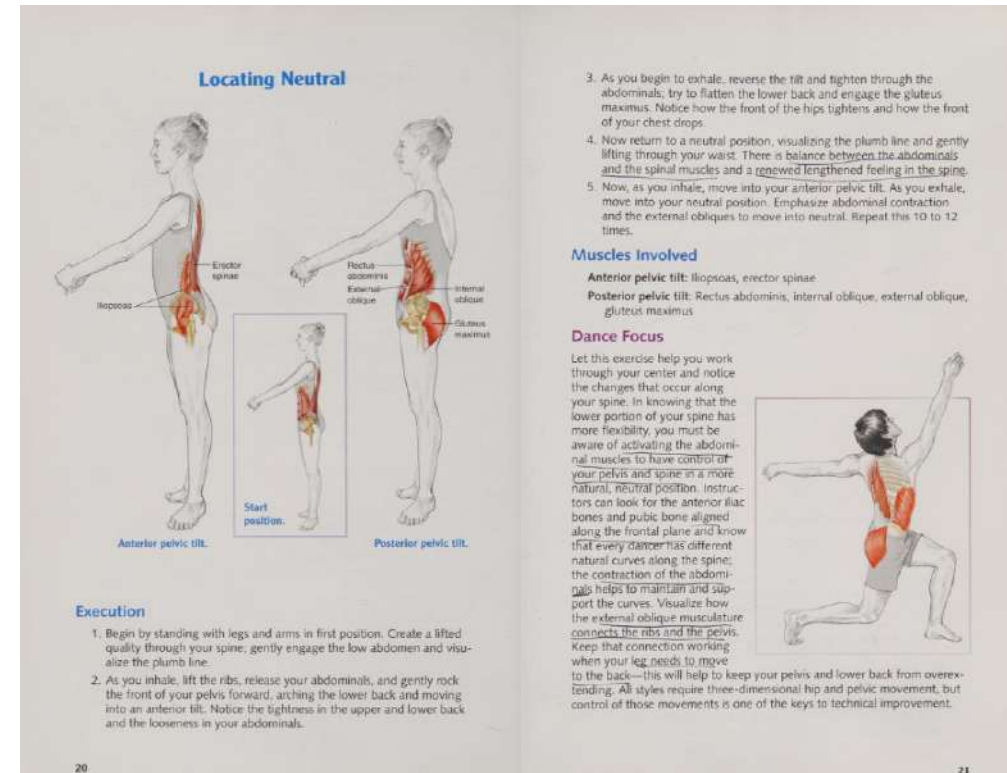 Locating Neutral
Erector
spinae
Iliopsoas
Rectus
abdominis
External
oblique
Internal
oblique
Gluteus
maximus
Start
position.
Anterior pelvic tilt.
Posterior pelvic tilt.
Execution
1. Begin by standing with legs and arms in first position. Create a lifted
quality through your spine; gently engage the low abdomen and visu-
alize the plumb line.
2. As you inhale, lift the ribs, release your abdominals, and gently rock
the front of your pelvis forward, arching the lower back and moving
into an anterior tilt. Notice the tightness in the upper and lower back
and the looseness in your abdominals.
20
3. As you begin to exhale, reverse the tilt and tighten through the
abdominals; try to flatten the lower back and engage the gluteus
maximus. Notice how the front of the hips tightens and how the front
of your chest drops.
4. Now return to a neutral position, visualizing the plumb line and gently
lifting through your waist. There is balance between the abdominals
and the spinal muscles and a renewed lengthened feeling in the spine.
5. Now, as you inhale, move into your anterior pelvic tilt. As you exhale,
move into your neutral position. Emphasize abdominal contraction
and the external obliques to move into neutral. Repeat this 10 to 12
times.
Muscles Involved
Anterior pelvic tilt: Iliopsoas, erector spinae
Posterior pelvic tilt: Rectus abdominis, internal oblique, external oblique,
gluteus maximus
Dance Focus
Let this exercise help you work
through your center and notice
the changes that occur along
your spine. In knowing that the
lower portion of your spine has
more flexibility, you must be
aware of activating the abdomi-
nal muscles to have control of
your pelvis and spine in a more
natural, neutral position. Instruc-
tors can look for the anterior iliac
bones and pubic bone aligned
along the frontal plane and know
that every dancer has different
natural curves along the spine;
the contraction of the abdomi-
nals helps to maintain and sup-
port the curves. Visualize how
the external oblique musculature
connects the ribs and the pelvis.
Keep that connection working
when your leg needs to move
to the back—this will help to keep your pelvis and lower back from overex-
tending. All styles require three-dimensional hip and pelvic movement, but
control of those movements is one of the keys to technical improvement.
21